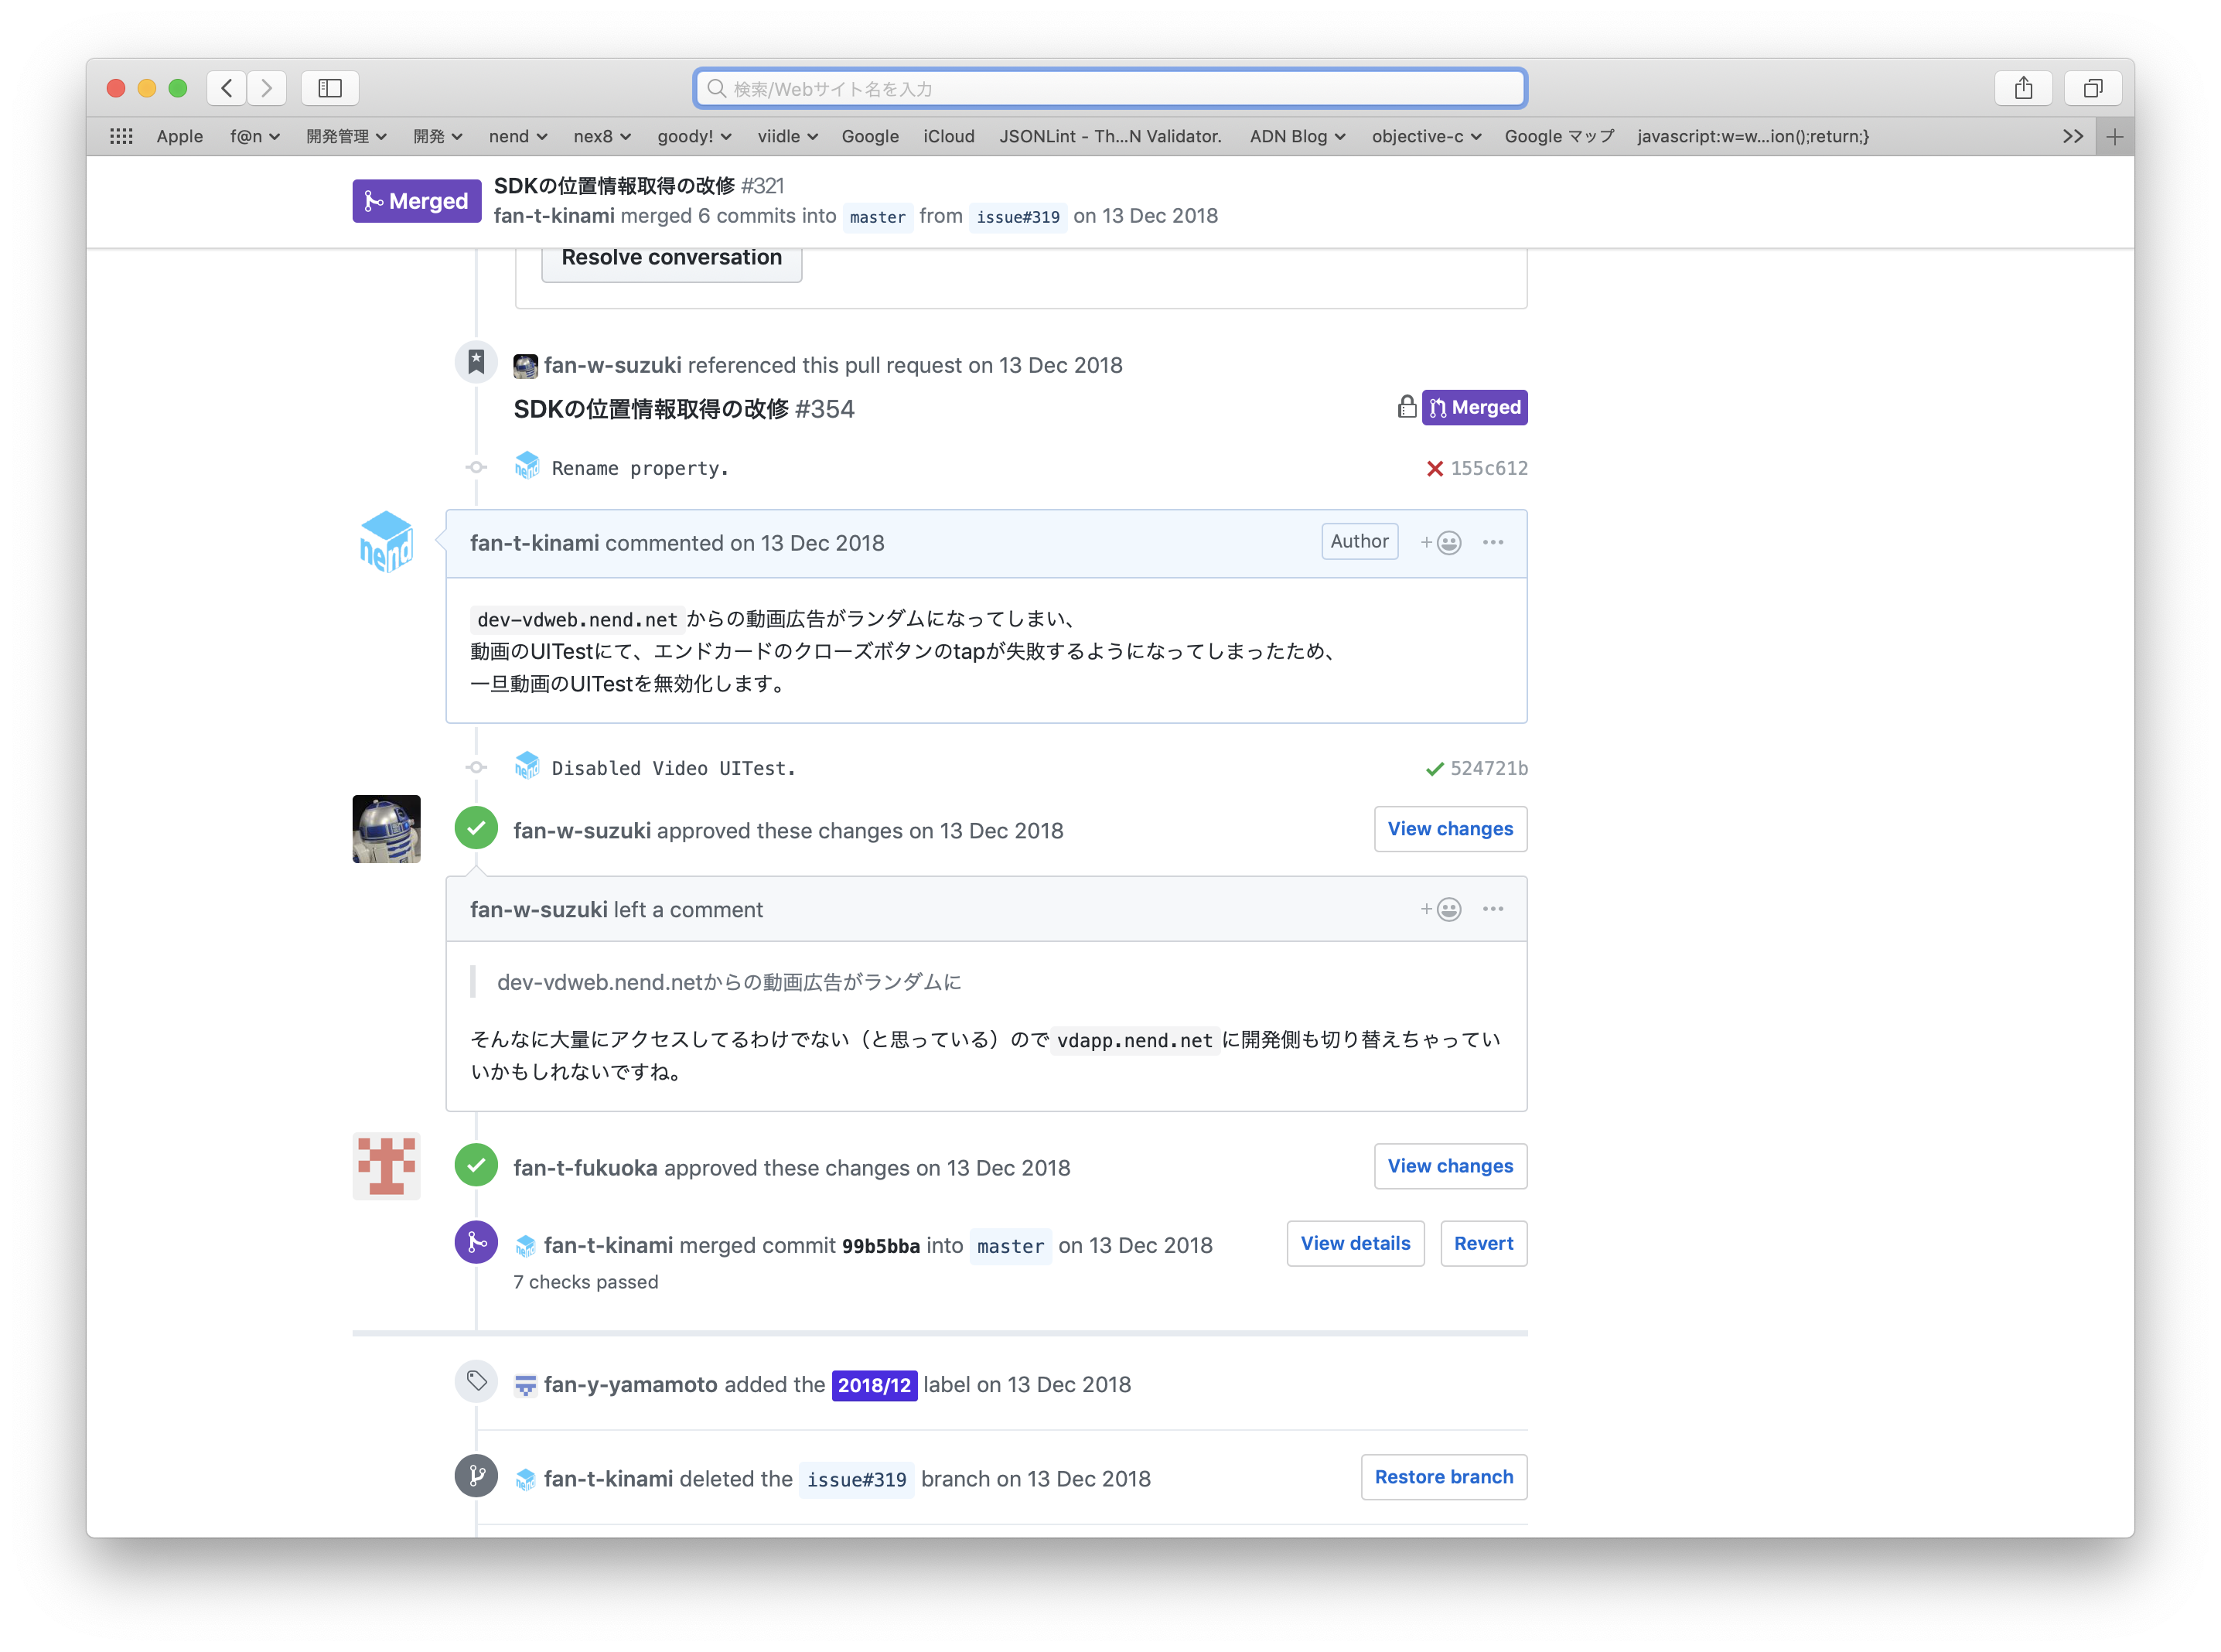 検索/Webサイト名を入力
Apple f@n 開発管理 開発 nend nex8 goody! viidle Google iCloud JSONLint - Th...N Validator. ADN Blog objective-c Google マップ javascript:w=w...ion();return;}
Merged
SDKの位置情報取得の改修 #321
fan-t-kinami merged 6 commits into master from issue#319 on 13 Dec 2018
Resolve conversation
fan-w-suzuki referenced this pull request on 13 Dec 2018
SDKの位置情報取得の改修 #354 Merged
nend Rename property. 155c612
nend
fan-t-kinami commented on 13 Dec 2018 Author
dev-vdweb.nend.net からの動画広告がランダムになってしまい、
動画のUITestにて、エンドカードのクローズボタンのtapが失敗するようになってしまったため、
一旦動画のUITestを無効化します。
nend Disabled Video UITest. 524721b
fan-w-suzuki approved these changes on 13 Dec 2018 View changes
fan-w-suzuki left a comment
dev-vdweb.nend.netからの動画広告がランダムに
そんなに大量にアクセスしてるわけでない（と思っている）ので vdapp.nend.net に開発側も切り替えちゃってい
いかもしれないですね。
fan-t-fukuoka approved these changes on 13 Dec 2018 View changes
fan-t-kinami merged commit 99b5bba into master on 13 Dec 2018 View details Revert
7 checks passed
fan-y-yamamoto added the 2018/12 label on 13 Dec 2018
fan-t-kinami deleted the issue#319 branch on 13 Dec 2018 Restore branch